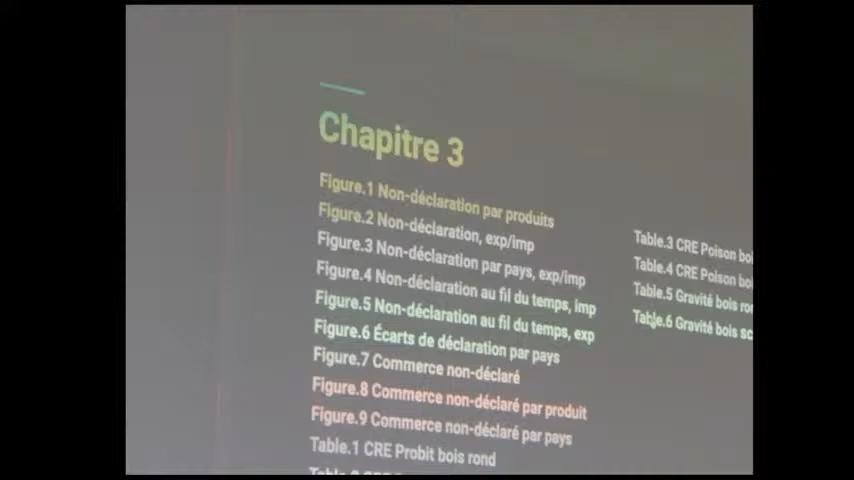 Chapitre 3
Figure.1 Non-déclaration par produits
Figure.2 Non-déclaration, exp/imp
Figure.3 Non-déclaration par pays, exp/imp
Figure.4 Non-déclaration au fil du temps, imp
Figure.5 Non-déclaration au fil du temps, exp
Figure.6 Écarts de déclaration par pays
Figure.7 Commerce non-déclaré
Figure.8 Commerce non-déclaré par produit
Figure.9 Commerce non-déclaré par pays
Table.1 CRE Probit bois rond
Table.3 CRE Poison
Table.4 CRE Poison
Table.5 Gravité bois
Table.6 Gravité bois